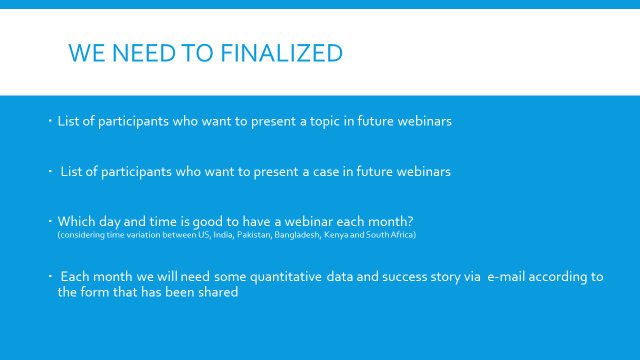 WE NEED TO FINALIZED
· List of participants who want to present a topic in future webinars
· List of participants who want to present a case in future webinars
· Which day and time is good to have a webinar each month?
(considering time variation between US, India, Pakistan, Bangladesh, Kenya and South Africa)
· Each month we will need some quantitative data and success story via e-mail according to
the form that has been shared